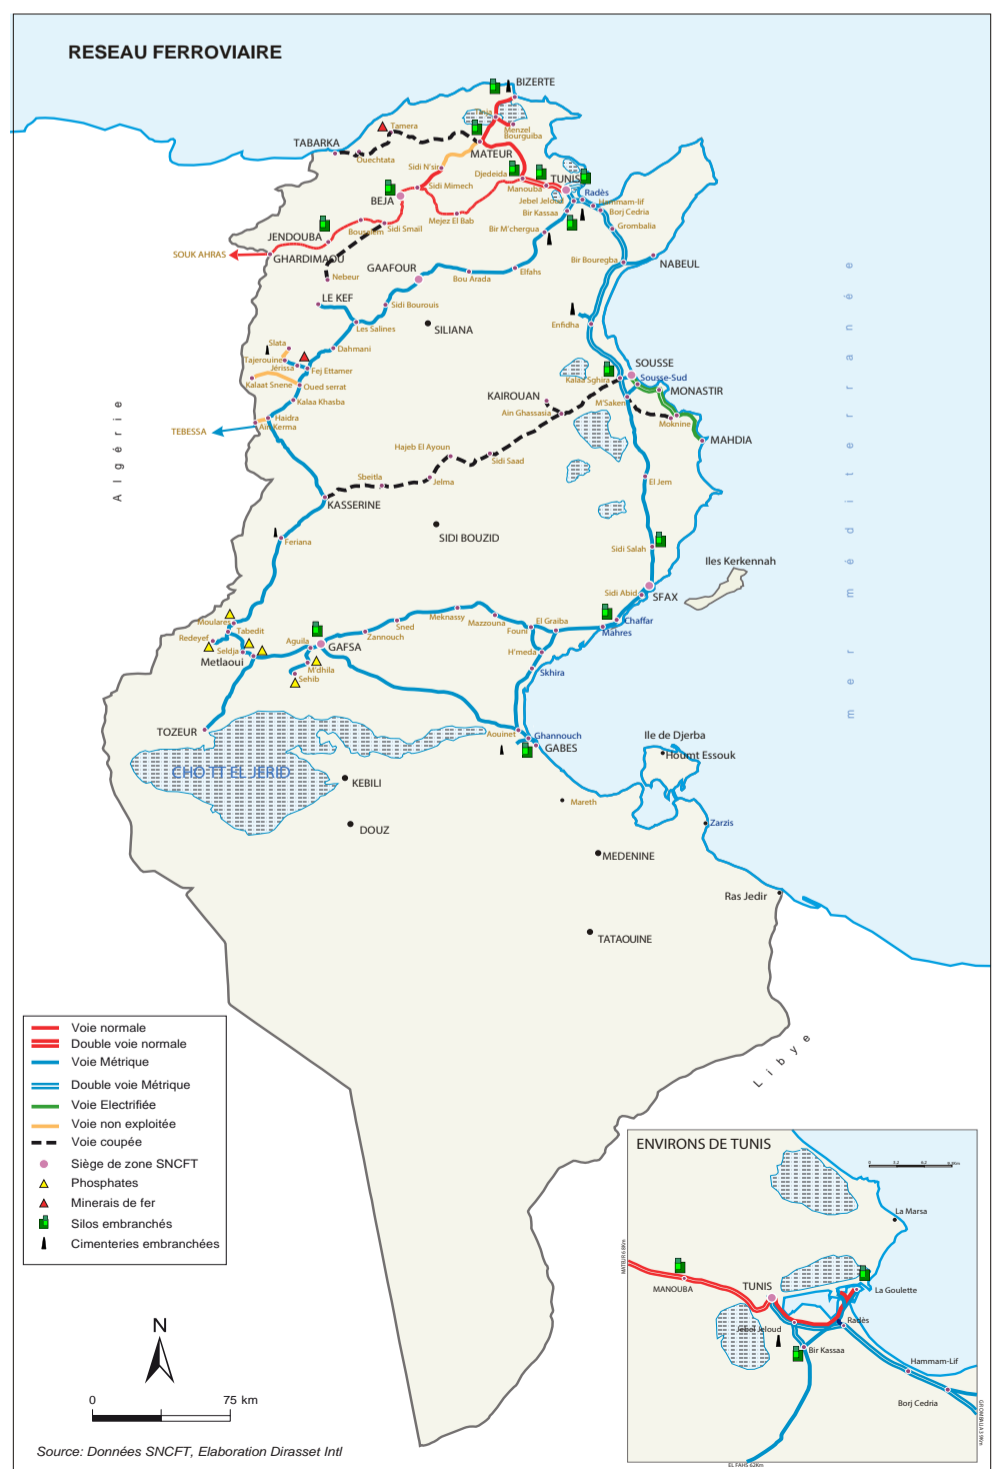 RESEAU FERROVIAIRE
BIZERTE
Tinja
Menzel
Bourguiba
Tamera
TABARKA
Ouechtata
MATEUR
Sidi N'sir
Djedeida
TUNIS
Manouba
Sidi Mimech
BEJA
Jebel Jeloud
Radès
Hammam-lif
Bir Kassaa
Borj Cedria
Mejez El Bab
Grombalia
Bir M'chergua
Sidi Smail
JENDOUBA
SOUK AHRAS
GHARDIMAOU
Bir Bouregba
NABEUL
GAAFOUR
Nebeur
Bou Arada
Elfahs
LE KEF
Sidi Bourouis
Les Salines
SILIANA
Enfidha
Slata
Dahmani
Tajerouine
Jérissa
Fej Ettamer
SOUSSE
Kalaa Sghira
Sousse-Sud
Kalaat Snene
Oued serrat
MONASTIR
KAIROUAN
M'Saken
Kalaa Khasba
Ain Ghassasia
Haidra
Moknine
Ain Kerma
TEBESSA
MAHDIA
Hajeb El Ayoun
Sidi Saad
Sbeitla
Jelma
El Jem
KASSERINE
Algérie
mer méditerranée
SIDI BOUZID
Feriana
Sidi Salah
Iles Kerkennah
Sidi Abid
SFAX
Moulares
Tabedit
Redeyef
Seldja
Metlaoui
Aguila
GAFSA
Zannouch
Sned
Meknassy
Mazzouna
Founi
El Graiba
Chaffar
Mahres
H'meda
M'dhila
Sehib
Skhira
TOZEUR
Aouinet
Ghannouch
GABES
Ile de Djerba
Houmt Essouk
CHOTT ELJERID
KEBILI
Mareth
DOUZ
Zarzis
MEDENINE
Ras Jedir
TATAOUINE
Libye
Voie normale
Double voie normale
Voie Métrique
Double voie Métrique
Voie Electrifiée
Voie non exploitée
Voie coupée
Siège de zone SNCFT
Phosphates
Minerais de fer
Silos embranchés
Cimenteries embranchées
N
0 75 km
Source: Données SNCFT, Elaboration Dirasset Intl
ENVIRONS DE TUNIS
La Marsa
MANOUBA
TUNIS
La Goulette
Jebel Jeloud
Radès
Bir Kassaa
Hammam-Lif
Borj Cedria
EL FAHS 62Km